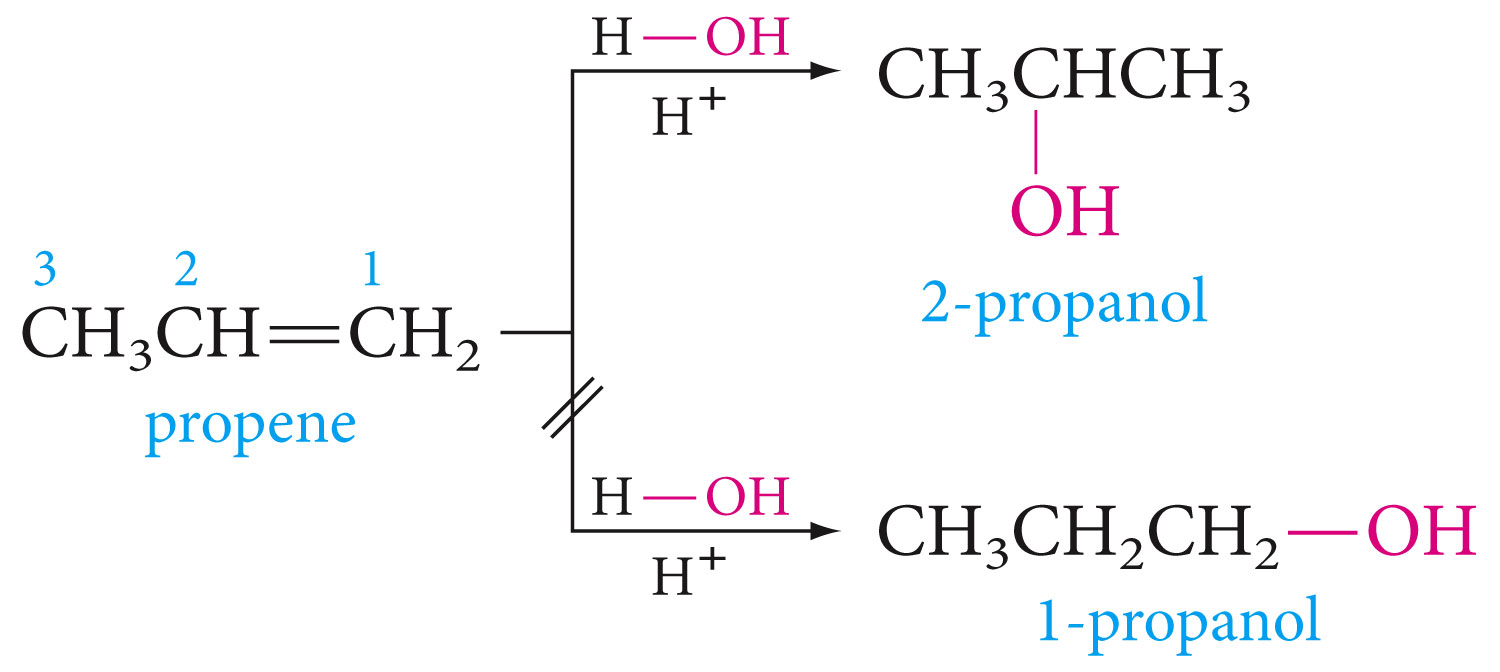 H—OH
H⁺
CH₃CHCH₃
OH
2-propanol
3 2 1
CH₃CH=CH₂
propene
H—OH
H⁺
CH₃CH₂CH₂—OH
1-propanol